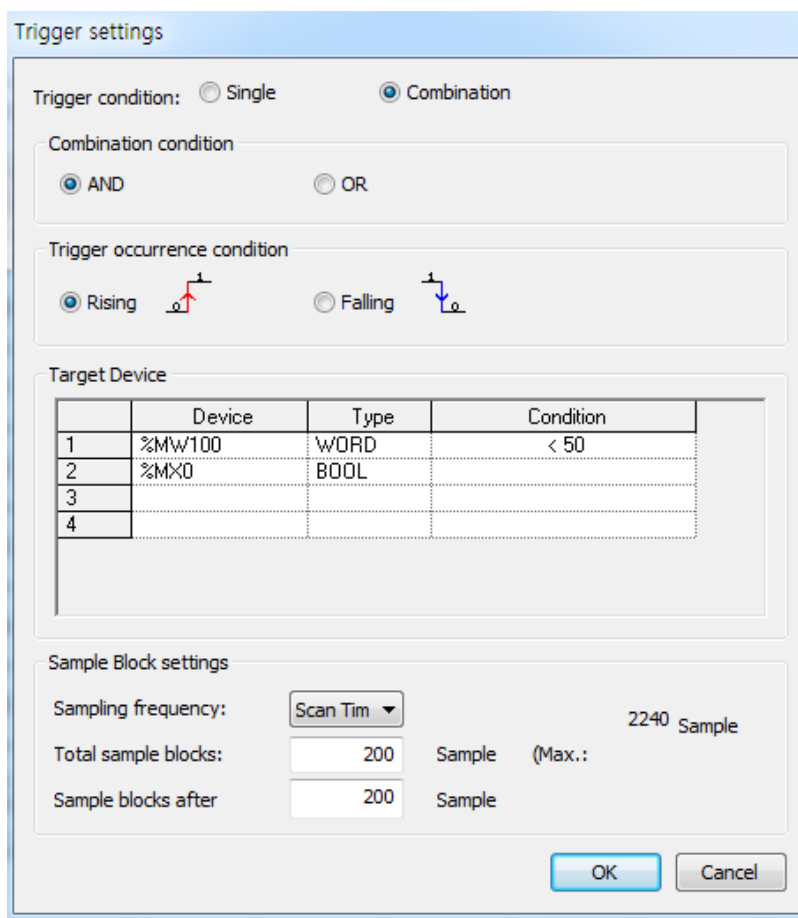 Trigger settings
Trigger condition: Single Combination
Combination condition
AND OR
Trigger occurrence condition
Rising 0 1 Falling 1 0
Target Device
Device Type Condition
1 %MW100 WORD < 50
2 %MX0 BOOL
3
4
Sample Block settings
Sampling frequency: Scan Tim 2240 Sample
Total sample blocks: 200 Sample (Max.:
Sample blocks after 200 Sample
OK Cancel